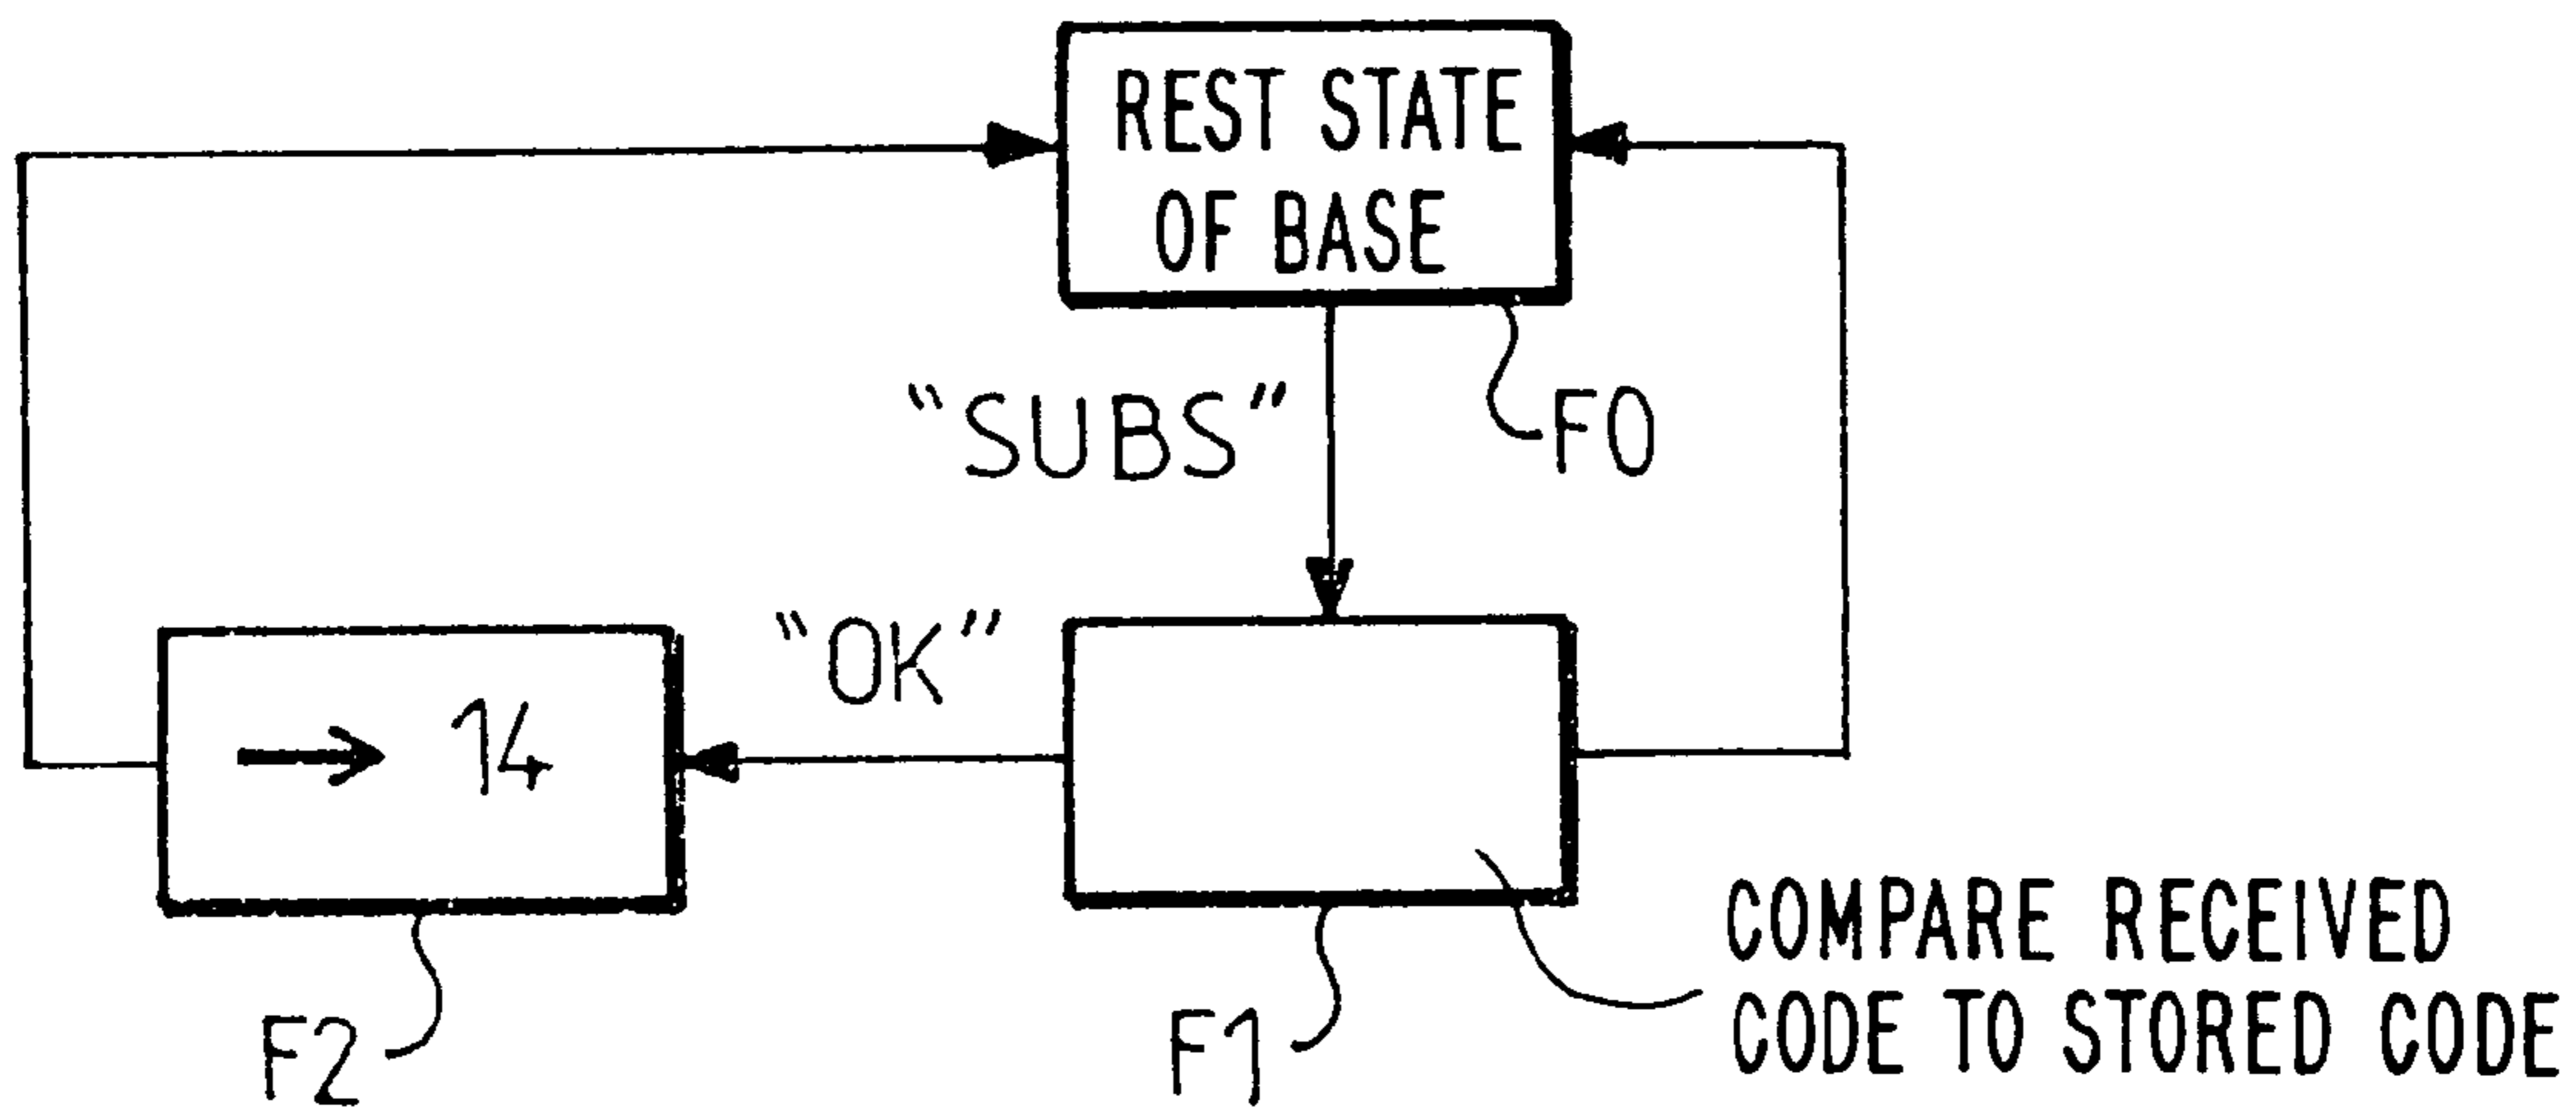 REST STATE
OF BASE
“SUBS”
F0
“OK”
→ 14
COMPARE RECEIVED
CODE TO STORED CODE
F2
F1